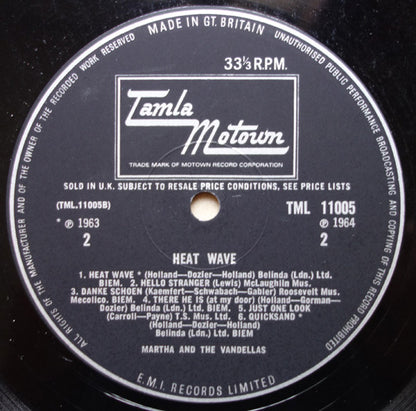 MADE IN GT. BRITAIN
ALL RIGHTS OF THE MANUFACTURER AND OF THE OWNER OF THE RECORDED WORK RESERVED
UNAUTHORISED PUBLIC PERFORMANCE BROADCASTING AND COPYING OF THIS RECORD PROHIBITED
33⅓ R.P.M.
Tamla
Motown
TRADE MARK OF MOTOWN RECORD CORPORATION
SOLD IN U.K. SUBJECT TO RESALE PRICE CONDITIONS, SEE PRICE LISTS
(TML.11005B) TML 11005
* ℗ 1963 ℗ 1964
2 2
HEAT WAVE
1. HEAT WAVE * (Holland—Dozier—Holland) Belinda (Ldn.) Ltd.
BIEM. 2. HELLO STRANGER (Lewis) McLaughlin Mus.
3. DANKE SCHOEN (Kaemfert—Schwabach—Gabler) Roosevelt Mus.
Mecolico. BIEM. 4. THERE HE IS (at my door) (Holland—Gorman—
Dozier) Belinda (Ldn.) Ltd. BIEM. 5. JUST ONE LOOK
(Carroll—Payne) T.S. Mus. Ltd. 6. QUICKSAND *
(Holland—Dozier—Holland)
Belinda (Ldn.) Ltd. BIEM
MARTHA AND THE VANDELLAS
E.M.I. RECORDS LIMITED